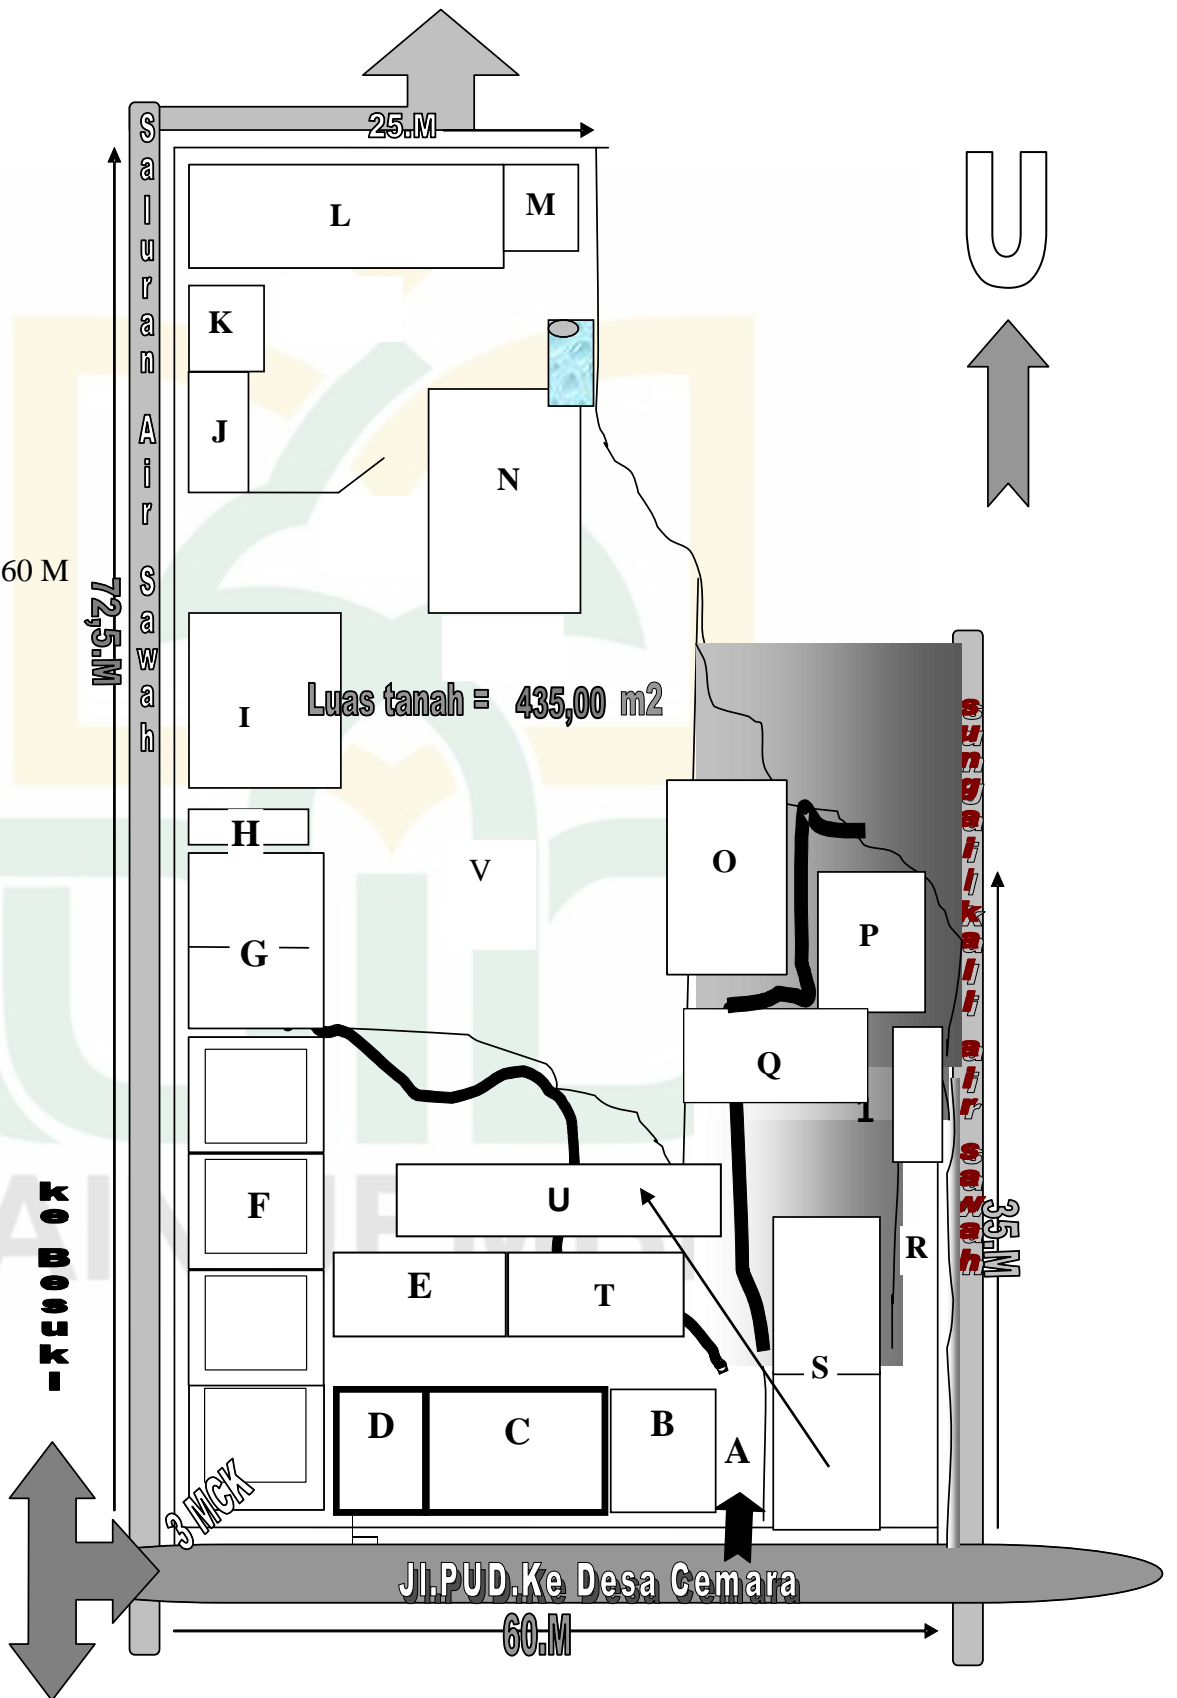 25.M
Saluran Air Sawah
U
L
M
K
J
N
60 M
72,5.M
I
Luas tanah = 435,00 m2
sungai/kali air sawah
H
V
O
G
P
Q
1
ke Besuki
F
U
35.M
R
E
T
S
D
C
B
A
3 MCK
Jl.PUD.Ke Desa Cemara
60.M